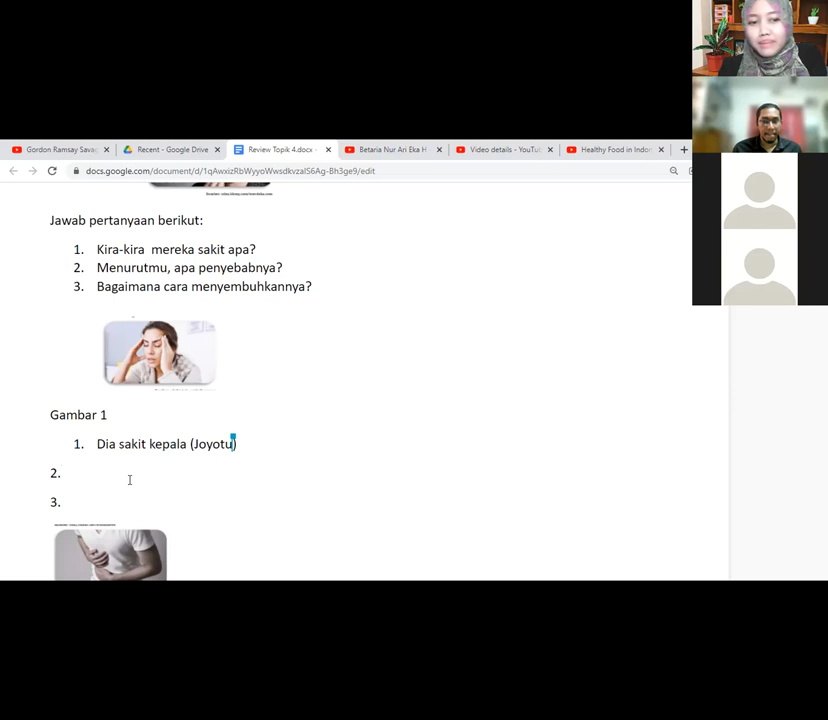 Gordon Ramsay Sava
Recent - Google Drive
Review Topik 4.docx -
Betaria Nur Ari Eka H
Video details - YouTu
Healthy Food in Indo
docs.google.com/document/d/1qAwxizRbWyyoWwsdkvzaIS6Ag-Bh3ge9/edit
Jawab pertanyaan berikut:
1. Kira-kira mereka sakit apa?
2. Menurutmu, apa penyebabnya?
3. Bagaimana cara menyembuhkannya?
Gambar 1
1. Dia sakit kepala (Joyotu)
2.
3.